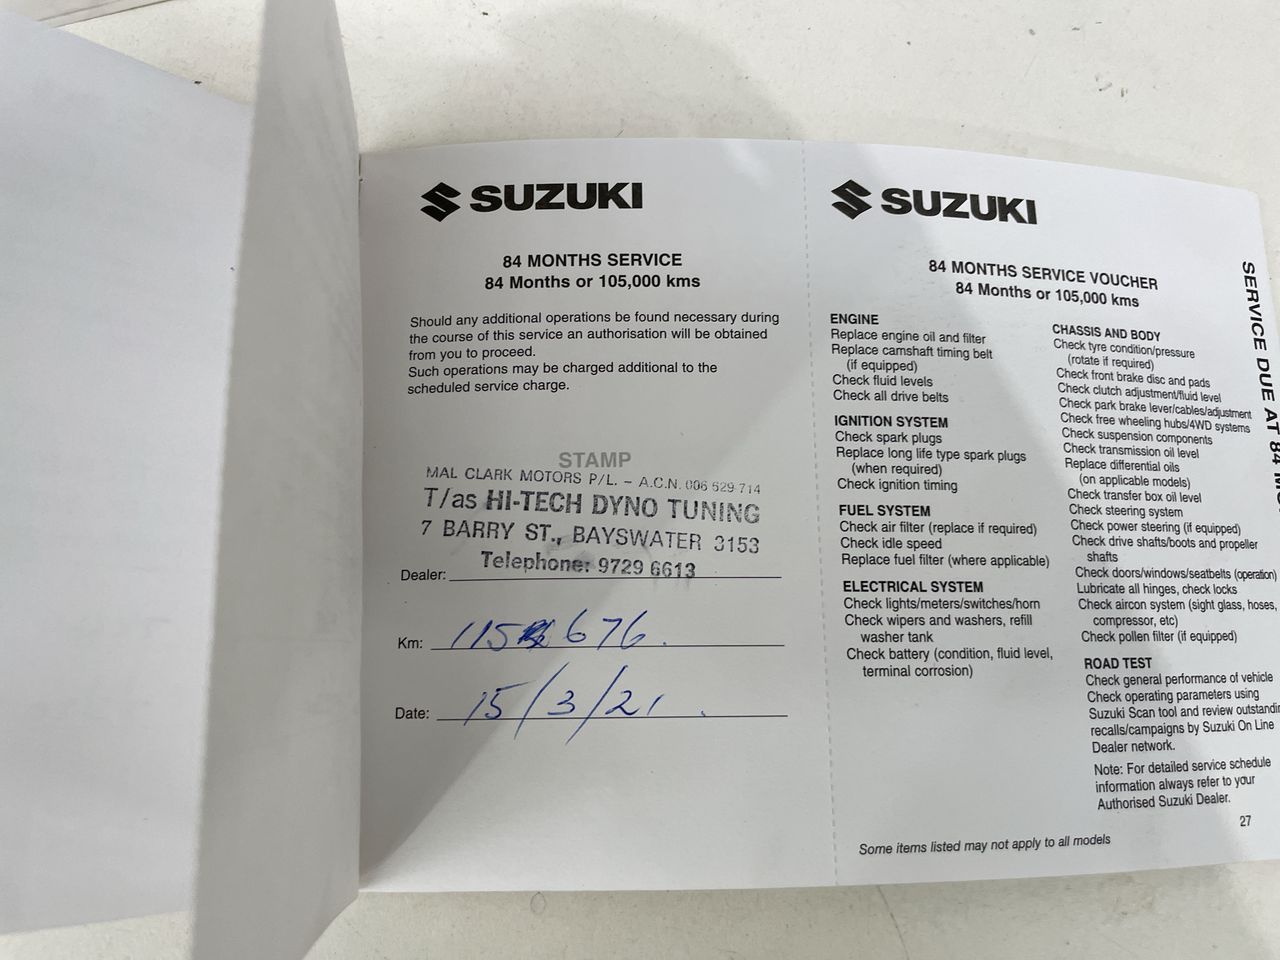 SUZUKI
84 MONTHS SERVICE
84 Months or 105,000 kms
Should any additional operations be found necessary during
the course of this service an authorisation will be obtained
from you to proceed.
Such operations may be charged additional to the
scheduled service charge.
STAMP
MAL CLARK MOTORS P/L. - A.C.N. 006 529 714
T/as HI-TECH DYNO TUNING
7 BARRY ST., BAYSWATER 3153
Telephone: 9729 6613
Dealer:
Km: 115 676.
Date: 15/3/21.
SUZUKI
84 MONTHS SERVICE VOUCHER
84 Months or 105,000 kms
ENGINE
Replace engine oil and filter
Replace camshaft timing belt
(if equipped)
Check fluid levels
Check all drive belts
IGNITION SYSTEM
Check spark plugs
Replace long life type spark plugs
(when required)
Check ignition timing
FUEL SYSTEM
Check air filter (replace if required)
Check idle speed
Replace fuel filter (where applicable)
ELECTRICAL SYSTEM
Check lights/meters/switches/horn
Check wipers and washers, refill
washer tank
Check battery (condition, fluid level,
terminal corrosion)
CHASSIS AND BODY
Check tyre condition/pressure
(rotate if required)
Check front brake disc and pads
Check clutch adjustment/fluid level
Check park brake lever/cables/adjustment
Check free wheeling hubs/4WD systems
Check suspension components
Check transmission oil level
Replace differential oils
(on applicable models)
Check transfer box oil level
Check steering system
Check power steering (if equipped)
Check drive shafts/boots and propeller
shafts
Check doors/windows/seatbelts (operation)
Lubricate all hinges, check locks
Check aircon system (sight glass, hoses,
compressor, etc)
Check pollen filter (if equipped)
ROAD TEST
Check general performance of vehicle
Check operating parameters using
Suzuki Scan tool and review outstandin
recalls/campaigns by Suzuki On Line
Dealer network.
Note: For detailed service schedule
information always refer to your
Authorised Suzuki Dealer.
27
Some items listed may not apply to all models
SERVICE DUE AT 84